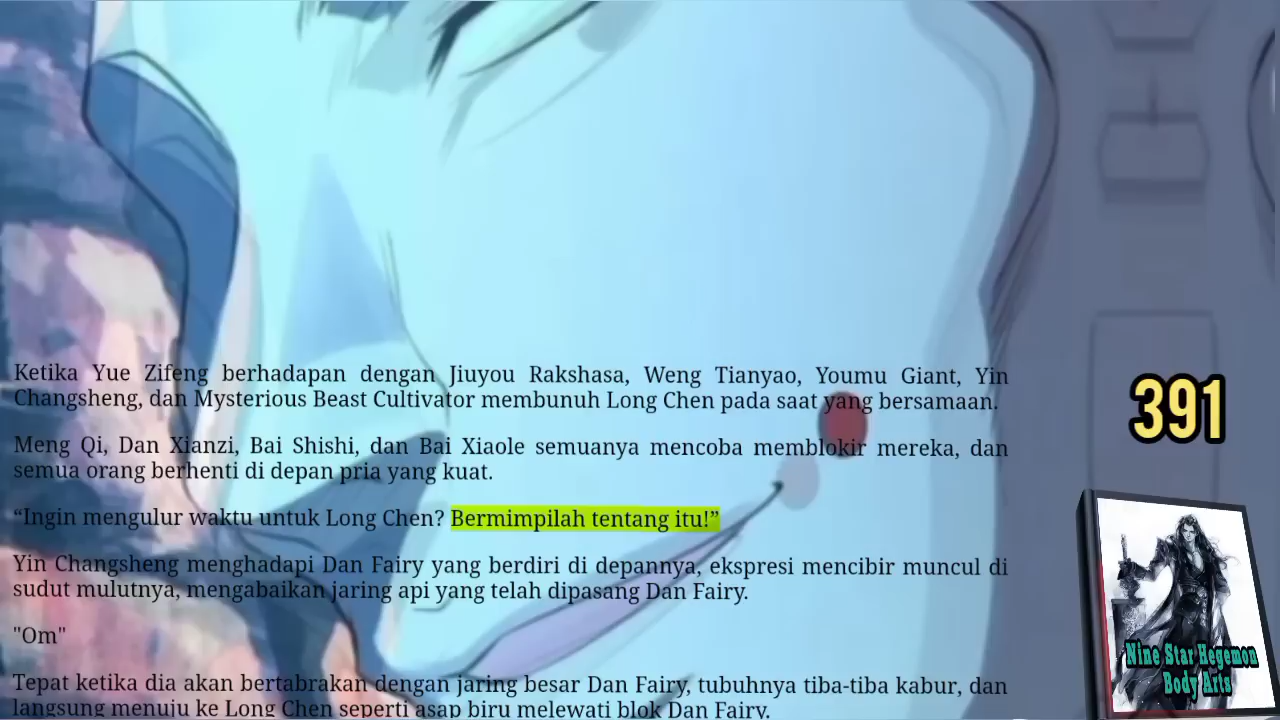 Ketika Yue Zifeng berhadapan dengan Jiuyou Rakshasa, Weng Tianyao, Youmu Giant, Yin
Changsheng, dan Mysterious Beast Cultivator membunuh Long Chen pada saat yang bersamaan.
Meng Qi, Dan Xianzi, Bai Shishi, dan Bai Xiaole semuanya mencoba memblokir mereka, dan
semua orang berhenti di depan pria yang kuat.
“Ingin mengulur waktu untuk Long Chen? Bermimpilah tentang itu!”
Yin Changsheng menghadapi Dan Fairy yang berdiri di depannya, ekspresi mencibir muncul di
sudut mulutnya, mengabaikan jaring api yang telah dipasang Dan Fairy.
"Om"
Tepat ketika dia akan bertabrakan dengan jaring besar Dan Fairy, tubuhnya tiba-tiba kabur, dan
langsung menuju ke Long Chen seperti asap biru melewati blok Dan Fairy.
391
Nine Star Hegemon
Body Arts